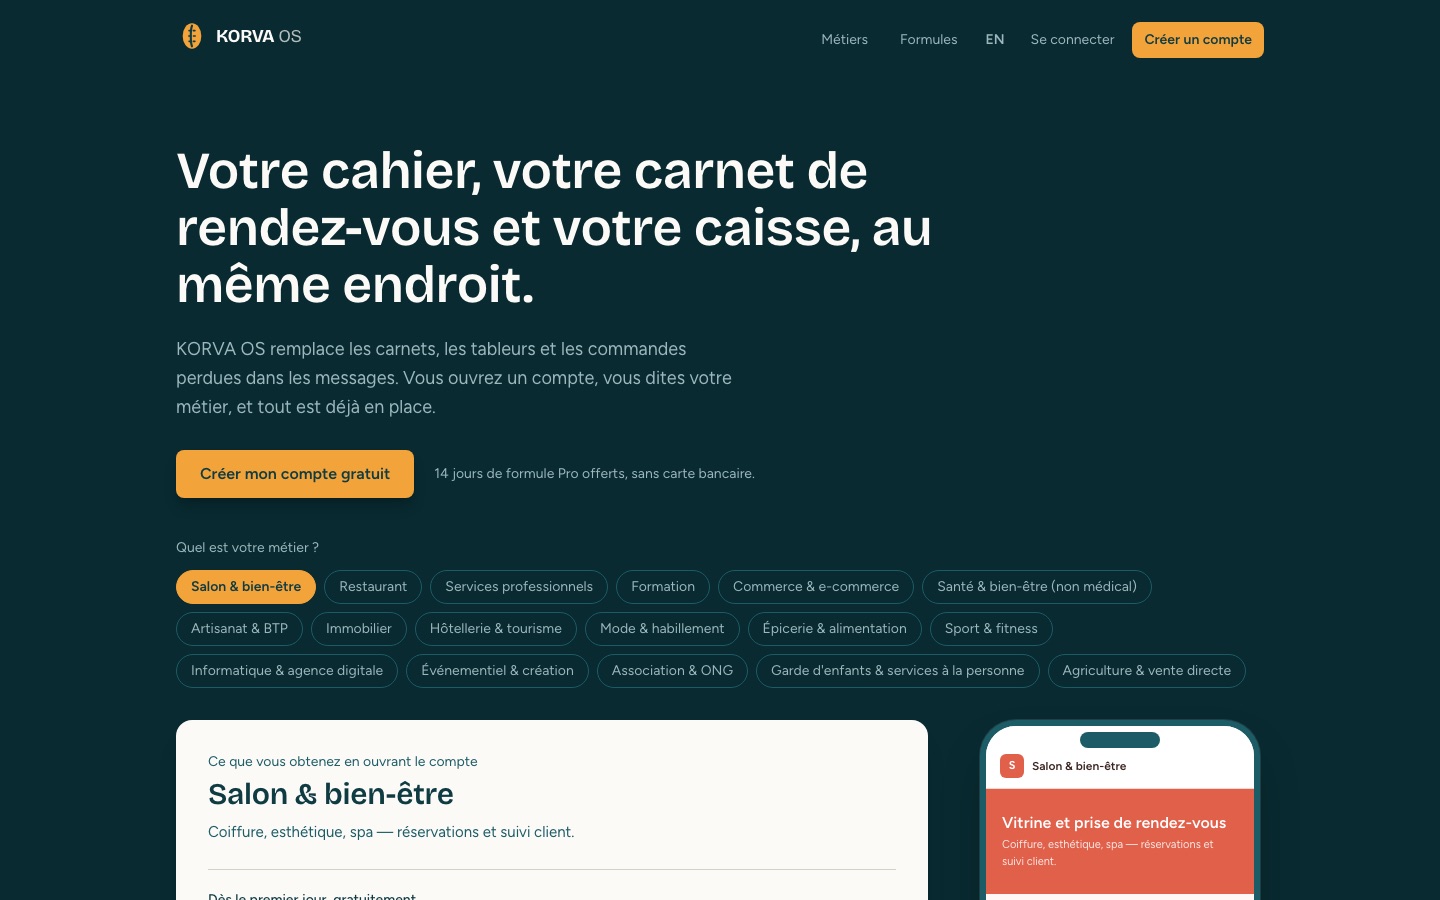 KORVA OS
Métiers
Formules
EN
Se connecter
Créer un compte
Votre cahier, votre carnet de
rendez-vous et votre caisse, au
même endroit.
KORVA OS remplace les carnets, les tableurs et les commandes
perdues dans les messages. Vous ouvrez un compte, vous dites votre
métier, et tout est déjà en place.
Créer mon compte gratuit
14 jours de formule Pro offerts, sans carte bancaire.
Quel est votre métier ?
Salon & bien-être
Restaurant
Services professionnels
Formation
Commerce & e-commerce
Santé & bien-être (non médical)
Artisanat & BTP
Immobilier
Hôtellerie & tourisme
Mode & habillement
Épicerie & alimentation
Sport & fitness
Informatique & agence digitale
Événementiel & création
Association & ONG
Garde d'enfants & services à la personne
Agriculture & vente directe
Ce que vous obtenez en ouvrant le compte
Salon & bien-être
Coiffure, esthétique, spa — réservations et suivi client.
Dès le premier jour, gratuitement
S
Salon & bien-être
Vitrine et prise de rendez-vous
Coiffure, esthétique, spa — réservations et
suivi client.